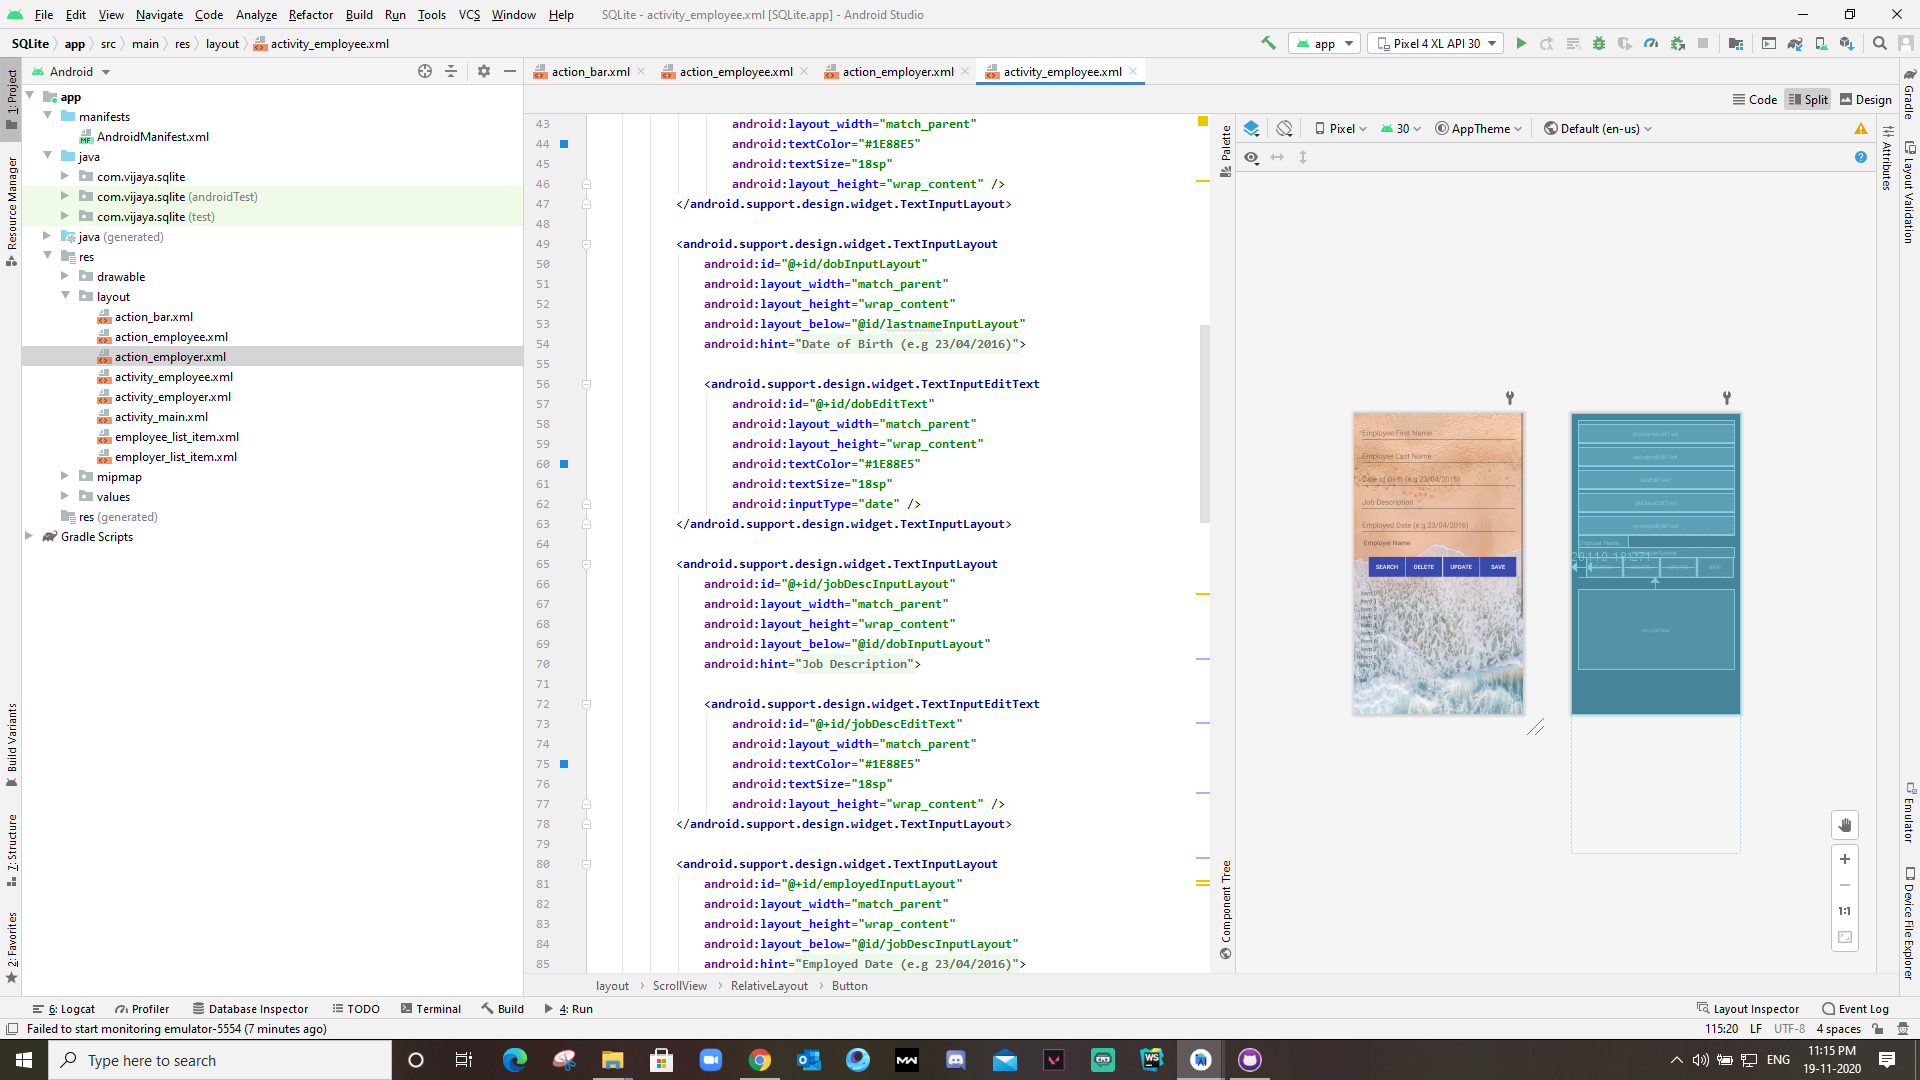 File Edit View Navigate Code Analyze Refactor Build Run Tools VCS Window Help SQLite - activity_employee.xml [SQLite.app] - Android Studio
SQLite app src main res layout activity_employee.xml app Pixel 4 XL API 30
Android
action_bar.xml action_employee.xml action_employer.xml activity_employee.xml
Code Split Design
1: Project
Resource Manager
Build Variants
7: Structure
2: Favorites
app
manifests
AndroidManifest.xml
java
com.vijaya.sqlite
com.vijaya.sqlite (androidTest)
com.vijaya.sqlite (test)
java (generated)
res
drawable
layout
action_bar.xml
action_employee.xml
action_employer.xml
activity_employee.xml
activity_employer.xml
activity_main.xml
employee_list_item.xml
employer_list_item.xml
mipmap
values
res (generated)
Gradle Scripts
43 android:layout_width="match_parent"
44 android:textColor="#1E88E5"
45 android:textSize="18sp"
46 android:layout_height="wrap_content" />
47 </android.support.design.widget.TextInputLayout>
48
49 <android.support.design.widget.TextInputLayout
50 android:id="@+id/dobInputLayout"
51 android:layout_width="match_parent"
52 android:layout_height="wrap_content"
53 android:layout_below="@id/lastnameInputLayout"
54 android:hint="Date of Birth (e.g 23/04/2016)">
55
56 <android.support.design.widget.TextInputEditText
57 android:id="@+id/dobEditText"
58 android:layout_width="match_parent"
59 android:layout_height="wrap_content"
60 android:textColor="#1E88E5"
61 android:textSize="18sp"
62 android:inputType="date" />
63 </android.support.design.widget.TextInputLayout>
64
65 <android.support.design.widget.TextInputLayout
66 android:id="@+id/jobDescInputLayout"
67 android:layout_width="match_parent"
68 android:layout_height="wrap_content"
69 android:layout_below="@id/dobInputLayout"
70 android:hint="Job Description">
71
72 <android.support.design.widget.TextInputEditText
73 android:id="@+id/jobDescEditText"
74 android:layout_width="match_parent"
75 android:textColor="#1E88E5"
76 android:textSize="18sp"
77 android:layout_height="wrap_content" />
78 </android.support.design.widget.TextInputLayout>
79
80 <android.support.design.widget.TextInputLayout
81 android:id="@+id/employedInputLayout"
82 android:layout_width="match_parent"
83 android:layout_height="wrap_content"
84 android:layout_below="@id/jobDescInputLayout"
85 android:hint="Employed Date (e.g 23/04/2016)">
layout ScrollView RelativeLayout Button
Palette
Component Tree
Pixel 30 AppTheme Default (en-us)
Employee First Name
Employee Last Name
Date of Birth (e.g 23/04/2016)
Job Description
Employed Date (e.g 23/04/2016)
Employer Name
SEARCH DELETE UPDATE SAVE
Employer Name
1:1
Attributes
Gradle
Layout Validation
Emulator
Device File Explorer
6: Logcat Profiler Database Inspector TODO Terminal Build 4: Run Layout Inspector Event Log
Failed to start monitoring emulator-5554 (7 minutes ago) 115:20 LF UTF-8 4 spaces
Type here to search
ENG 11:15 PM
19-11-2020